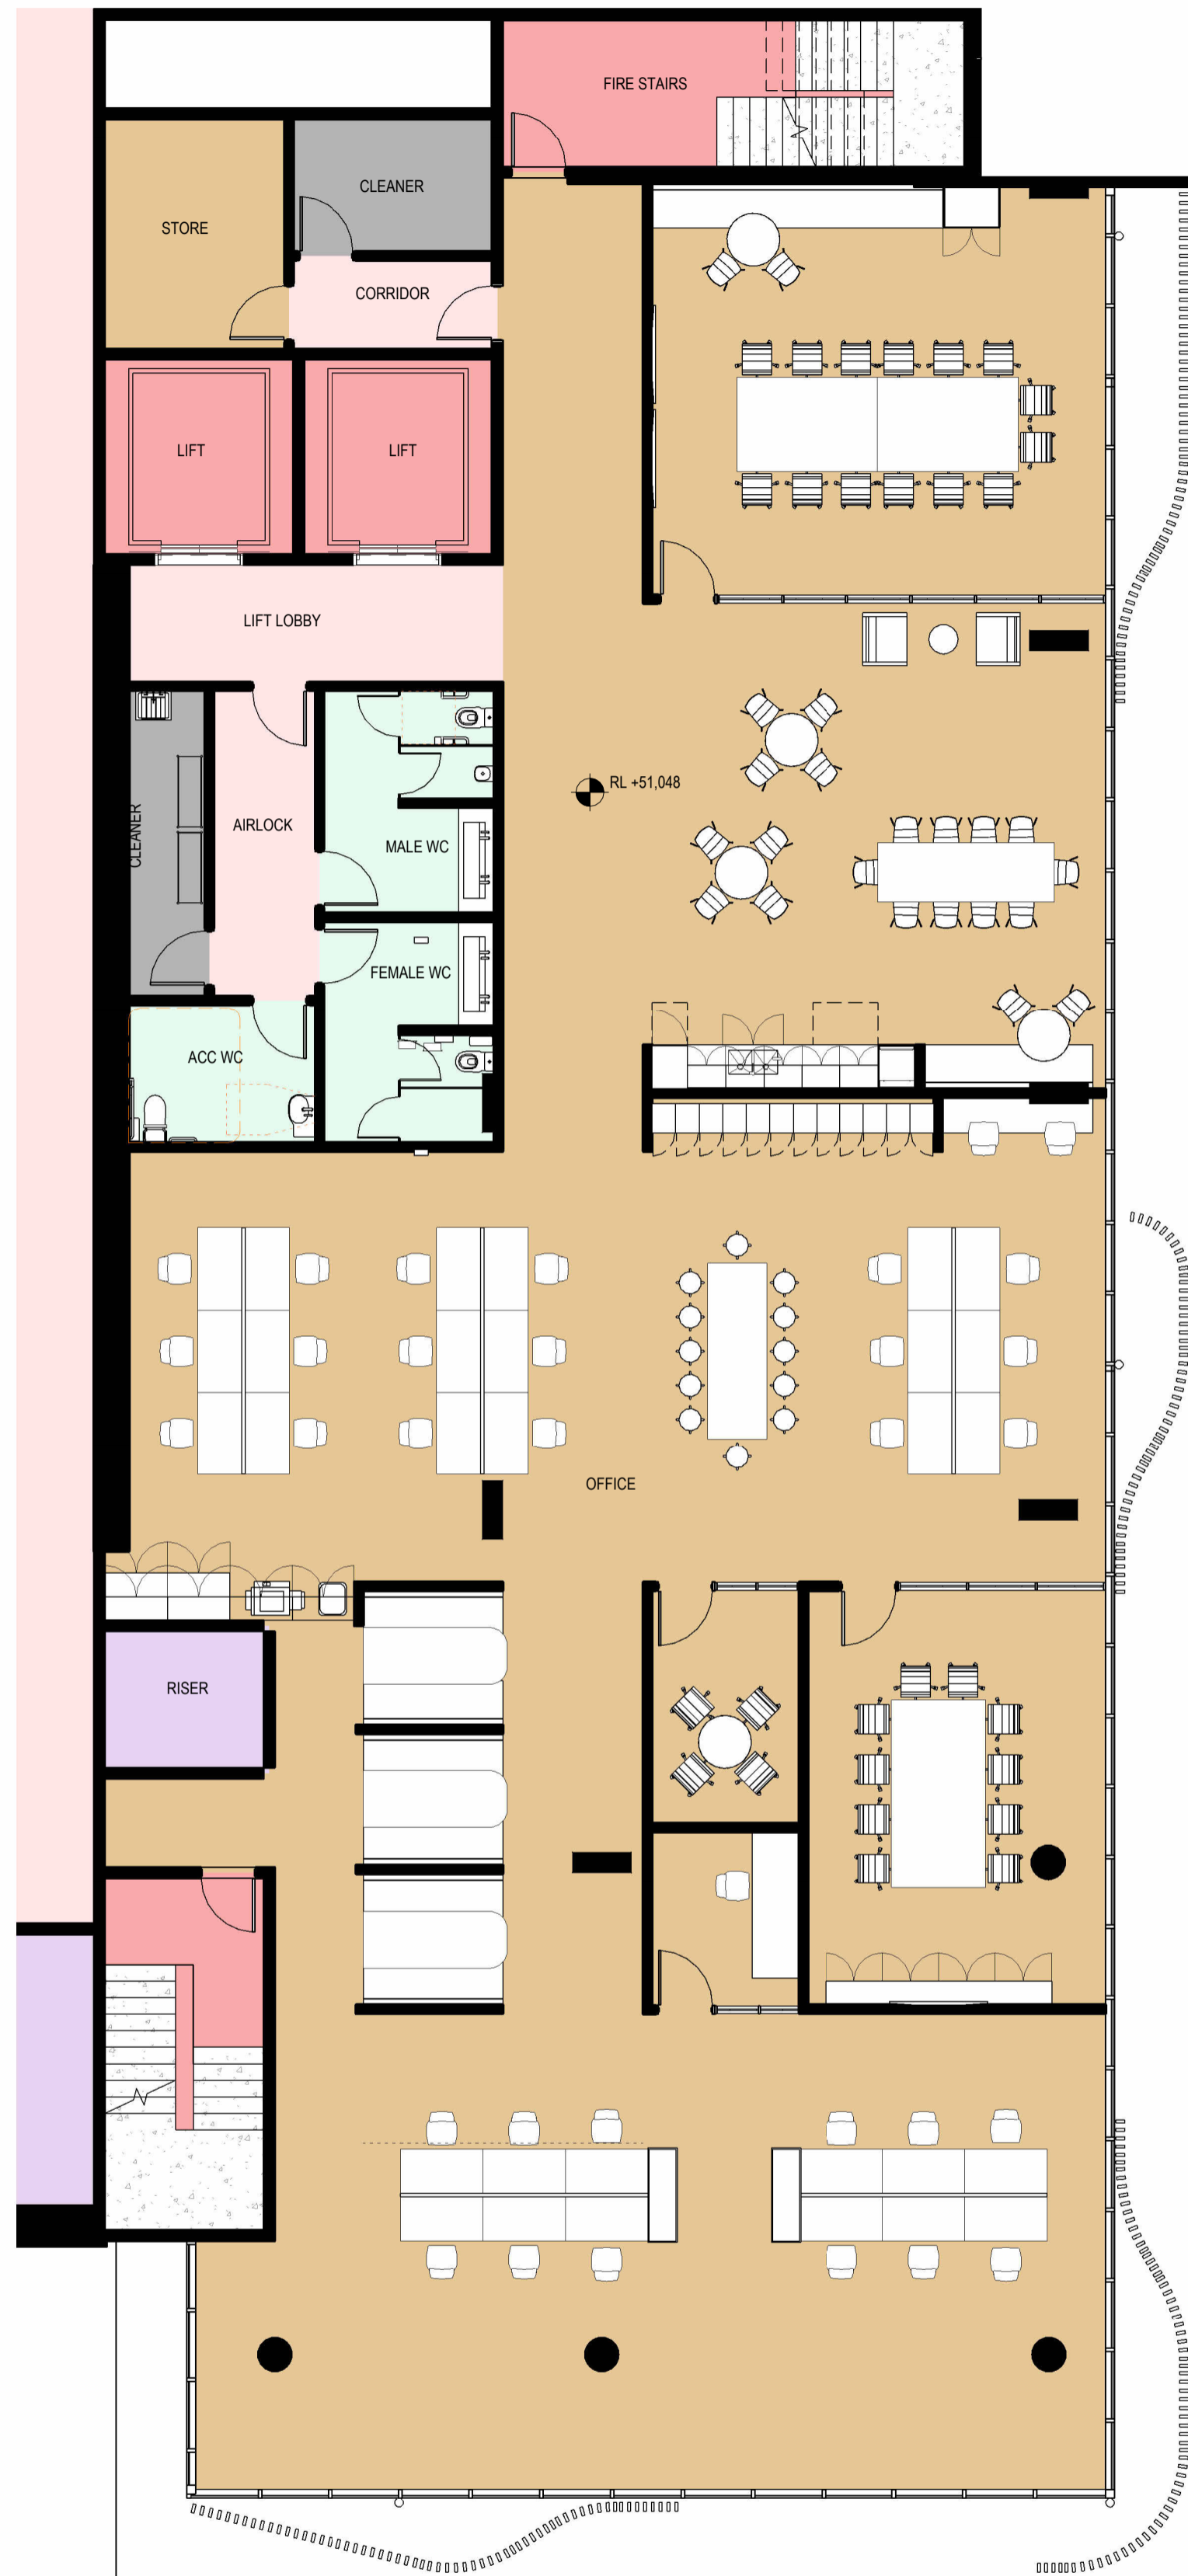 FIRE STAIRS
CLEANER
STORE
CORRIDOR
LIFT
LIFT
LIFT LOBBY
RL +51,048
CLEANER
AIRLOCK
MALE WC
FEMALE WC
ACC WC
OFFICE
RISER